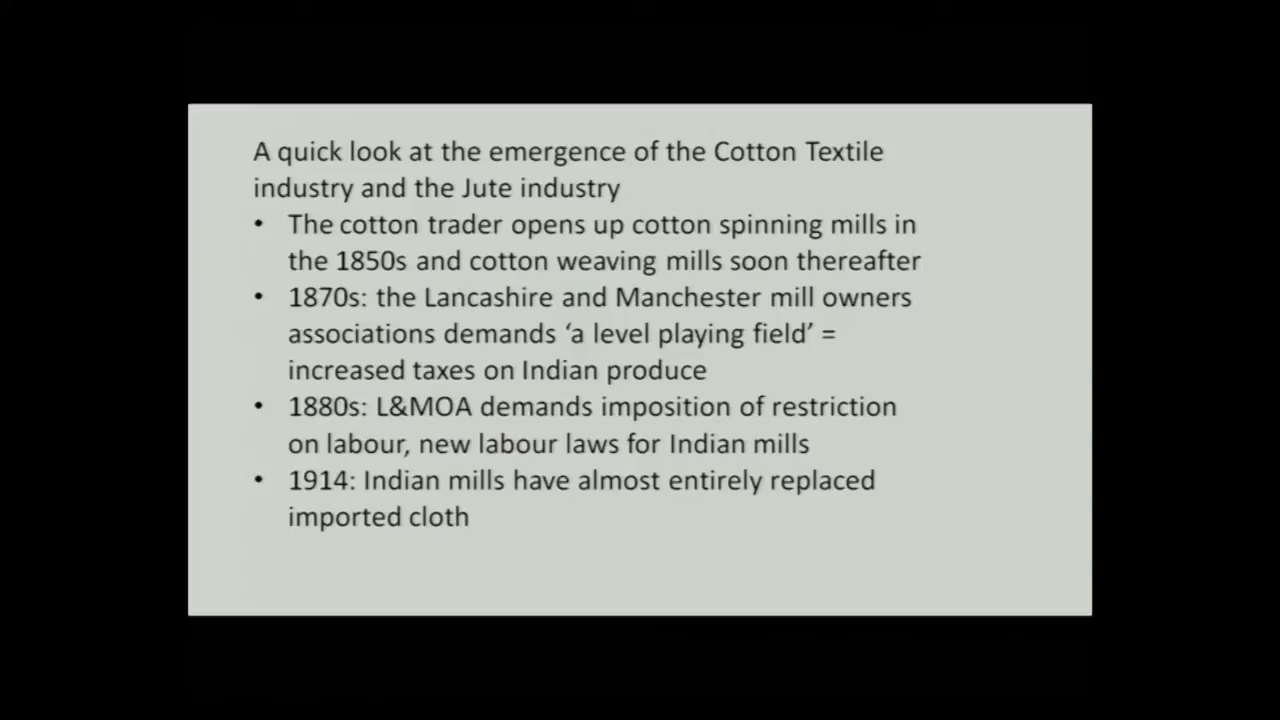 A quick look at the emergence of the Cotton Textile
industry and the Jute industry
• The cotton trader opens up cotton spinning mills in
the 1850s and cotton weaving mills soon thereafter
• 1870s: the Lancashire and Manchester mill owners
associations demands ‘a level playing field’ =
increased taxes on Indian produce
• 1880s: L&MOA demands imposition of restriction
on labour, new labour laws for Indian mills
• 1914: Indian mills have almost entirely replaced
imported cloth